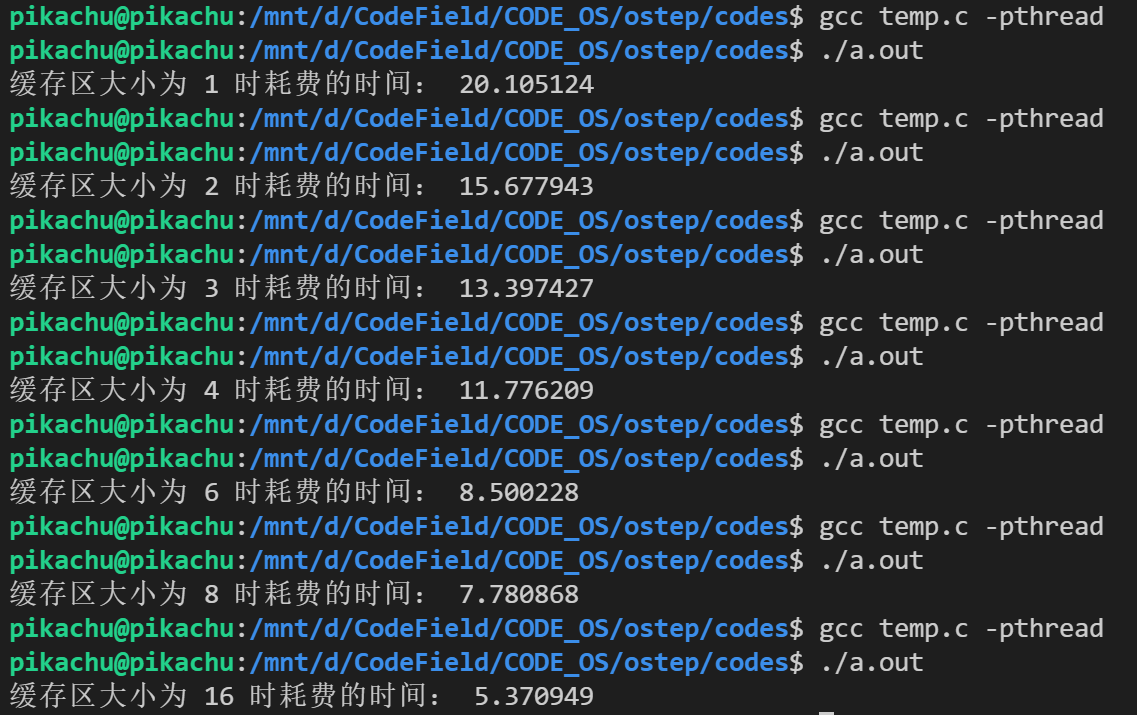 pikachu@pikachu:/mnt/d/CodeField/CODE_OS/ostep/codes$ gcc temp.c -pthread
pikachu@pikachu:/mnt/d/CodeField/CODE_OS/ostep/codes$ ./a.out
缓存区大小为 1 时耗费的时间： 20.105124
pikachu@pikachu:/mnt/d/CodeField/CODE_OS/ostep/codes$ gcc temp.c -pthread
pikachu@pikachu:/mnt/d/CodeField/CODE_OS/ostep/codes$ ./a.out
缓存区大小为 2 时耗费的时间： 15.677943
pikachu@pikachu:/mnt/d/CodeField/CODE_OS/ostep/codes$ gcc temp.c -pthread
pikachu@pikachu:/mnt/d/CodeField/CODE_OS/ostep/codes$ ./a.out
缓存区大小为 3 时耗费的时间： 13.397427
pikachu@pikachu:/mnt/d/CodeField/CODE_OS/ostep/codes$ gcc temp.c -pthread
pikachu@pikachu:/mnt/d/CodeField/CODE_OS/ostep/codes$ ./a.out
缓存区大小为 4 时耗费的时间： 11.776209
pikachu@pikachu:/mnt/d/CodeField/CODE_OS/ostep/codes$ gcc temp.c -pthread
pikachu@pikachu:/mnt/d/CodeField/CODE_OS/ostep/codes$ ./a.out
缓存区大小为 6 时耗费的时间： 8.500228
pikachu@pikachu:/mnt/d/CodeField/CODE_OS/ostep/codes$ gcc temp.c -pthread
pikachu@pikachu:/mnt/d/CodeField/CODE_OS/ostep/codes$ ./a.out
缓存区大小为 8 时耗费的时间： 7.780868
pikachu@pikachu:/mnt/d/CodeField/CODE_OS/ostep/codes$ gcc temp.c -pthread
pikachu@pikachu:/mnt/d/CodeField/CODE_OS/ostep/codes$ ./a.out
缓存区大小为 16 时耗费的时间： 5.370949